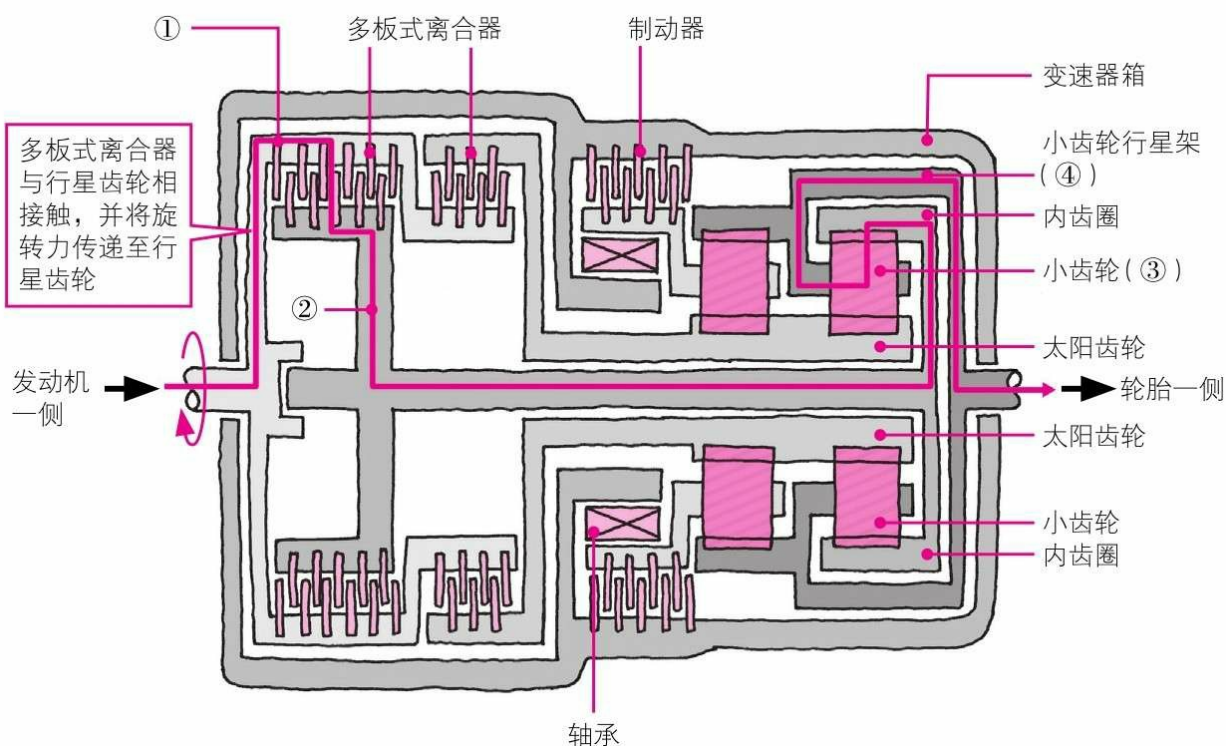 ①
多板式离合器
制动器
变速器箱
多板式离合器
与行星齿轮相
接触，并将旋
转力传递至行
星齿轮
小齿轮行星架
(④)
内齿圈
小齿轮(③)
②
太阳齿轮
发动机
一侧
轮胎一侧
太阳齿轮
小齿轮
内齿圈
轴承